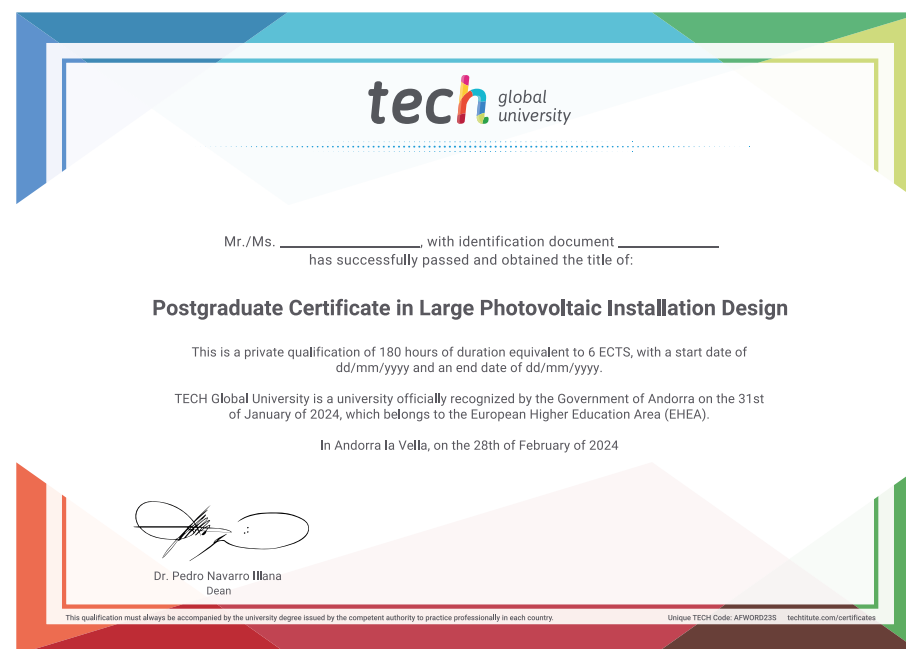 tech global
university
Mr./Ms. ____________________, with identification document ______________
has successfully passed and obtained the title of:
Postgraduate Certificate in Large Photovoltaic Installation Design
This is a private qualification of 180 hours of duration equivalent to 6 ECTS, with a start date of
dd/mm/yyyy and an end date of dd/mm/yyyy.
TECH Global University is a university officially recognized by the Government of Andorra on the 31st
of January of 2024, which belongs to the European Higher Education Area (EHEA).
In Andorra la Vella, on the 28th of February of 2024
Dr. Pedro Navarro Illana
Dean
This qualification must always be accompanied by the university degree issued by the competent authority to practice professionally in each country. Unique TECH Code: AFWORD23S techtitute.com/certificates